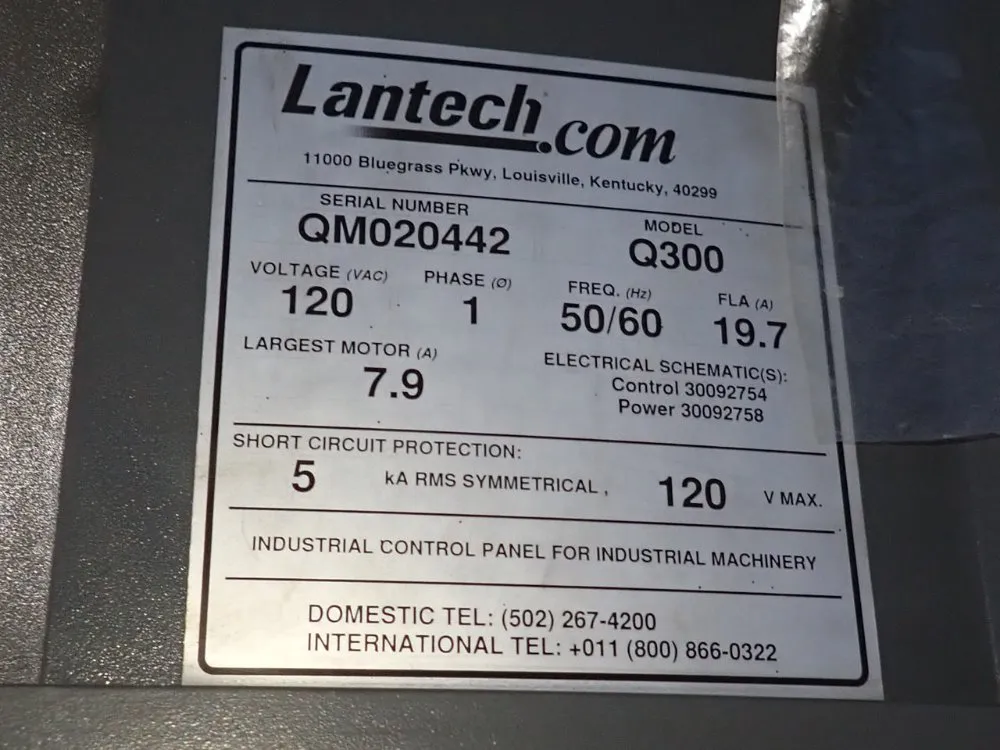 Lantech.com
11000 Bluegrass Pkwy, Louisville, Kentucky, 40299
SERIAL NUMBER MODEL
QM020442 Q300
VOLTAGE (VAC) PHASE (Ø) FREQ. (Hz) FLA (A)
120 1 50/60 19.7
LARGEST MOTOR (A) ELECTRICAL SCHEMATIC(S):
7.9 Control 30092754
Power 30092758
SHORT CIRCUIT PROTECTION:
5 kA RMS SYMMETRICAL, 120 V MAX.
INDUSTRIAL CONTROL PANEL FOR INDUSTRIAL MACHINERY
DOMESTIC TEL: (502) 267-4200
INTERNATIONAL TEL: +011 (800) 866-0322